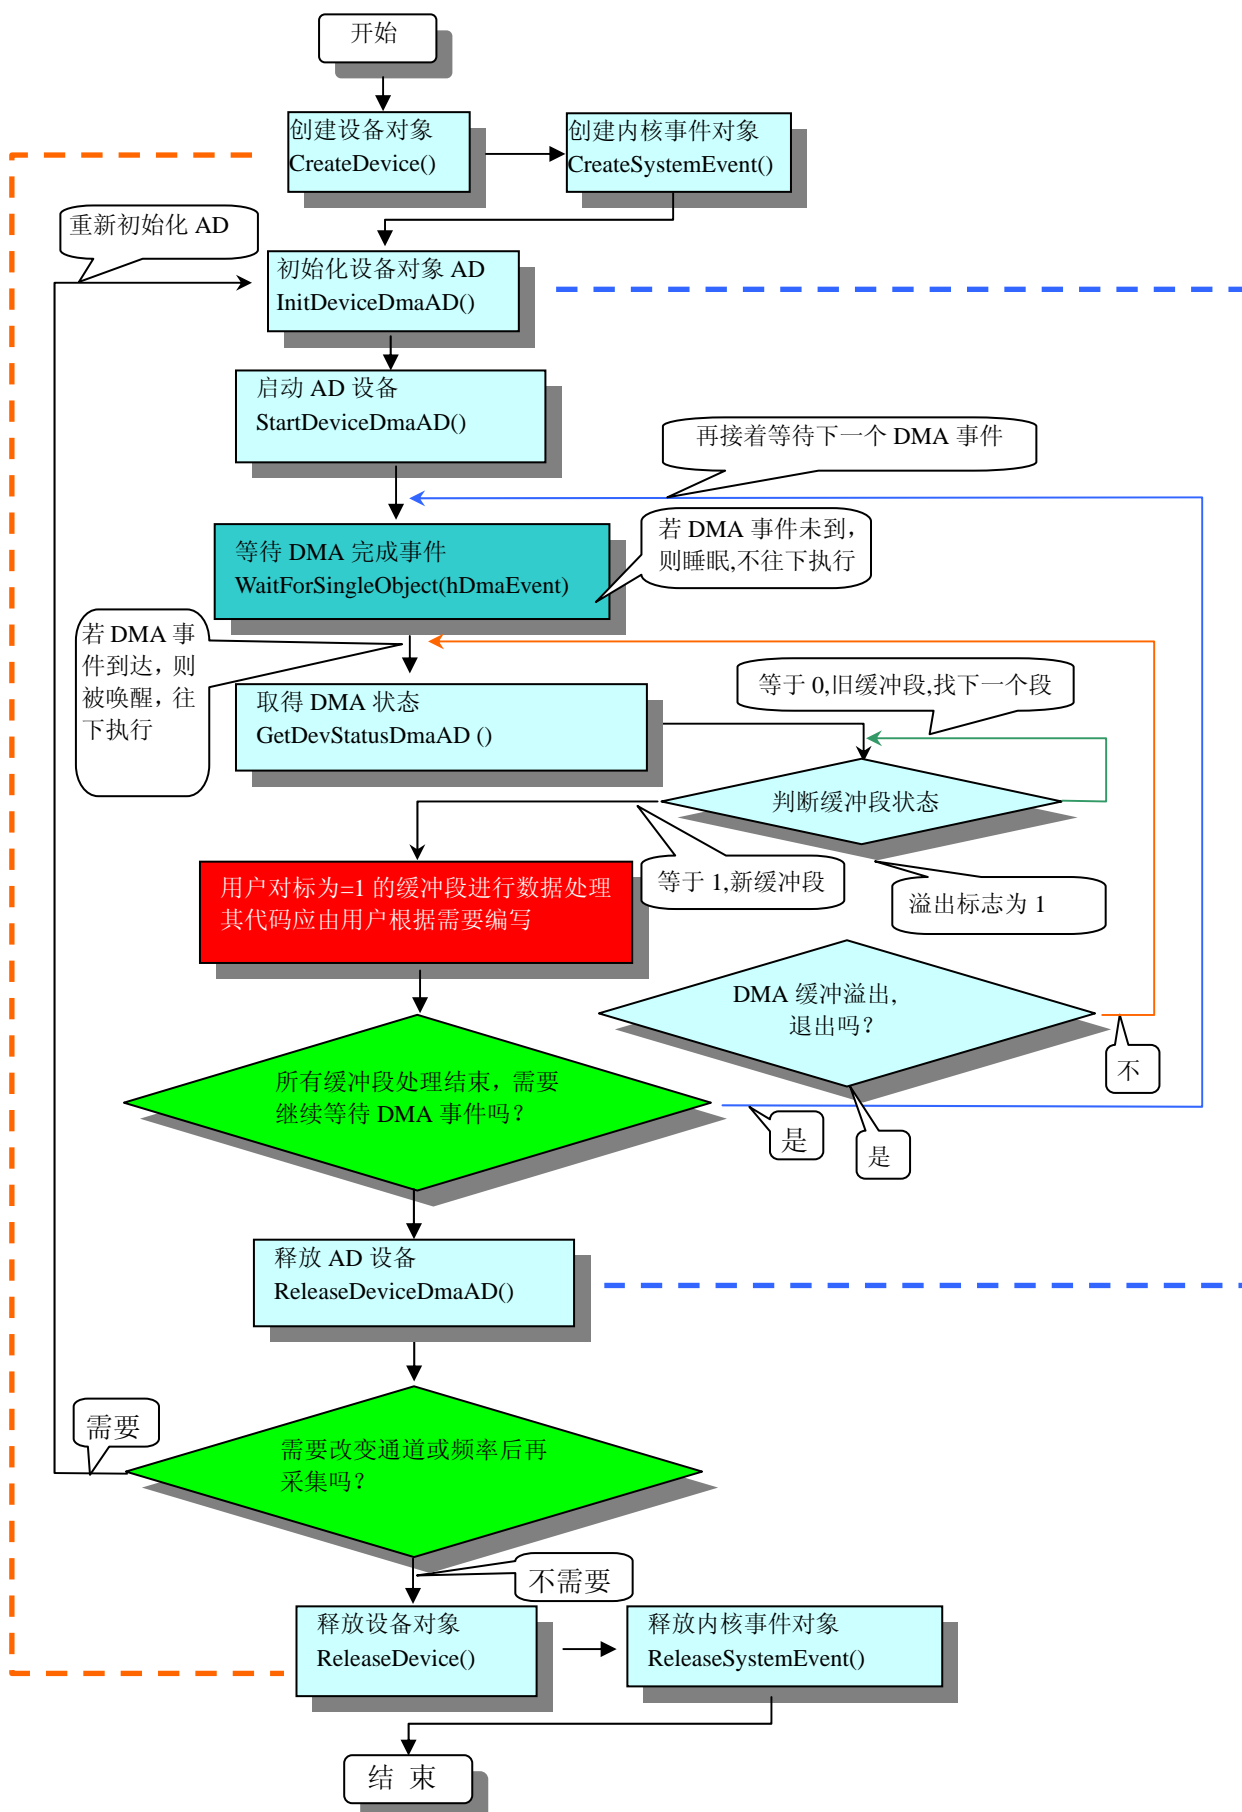 开始
创建设备对象
CreateDevice()
创建内核事件对象
CreateSystemEvent()
重新初始化 AD
初始化设备对象 AD
InitDeviceDmaAD()
启动 AD 设备
StartDeviceDmaAD()
再接着等待下一个 DMA 事件
等待 DMA 完成事件
WaitForSingleObject(hDmaEvent)
若 DMA 事件未到，
则睡眠,不往下执行
若 DMA 事
件到达，则
被唤醒，往
下执行
取得 DMA 状态
GetDevStatusDmaAD ()
等于 0,旧缓冲段,找下一个段
判断缓冲段状态
用户对标为=1 的缓冲段进行数据处理
其代码应由用户根据需要编写
等于 1,新缓冲段
溢出标志为 1
DMA 缓冲溢出,
退出吗？
不
所有缓冲段处理结束，需要
继续等待 DMA 事件吗？
是
是
释放 AD 设备
ReleaseDeviceDmaAD()
需要
需要改变通道或频率后再
采集吗？
不需要
释放设备对象
ReleaseDevice()
释放内核事件对象
ReleaseSystemEvent()
结 束